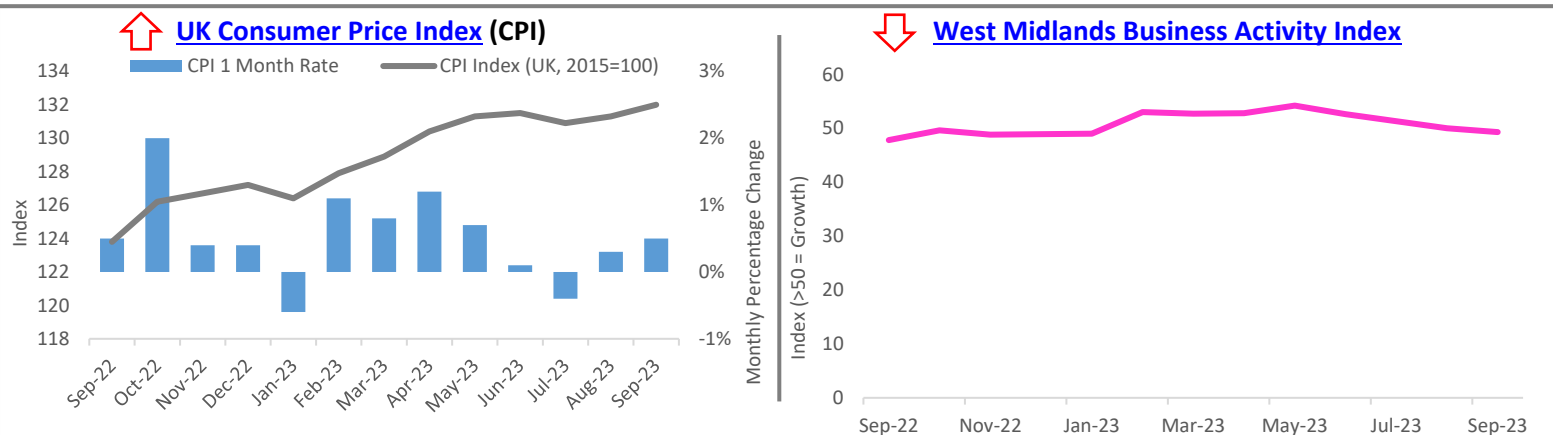 UK Consumer Price Index (CPI)
CPI 1 Month Rate
CPI Index (UK, 2015=100)
134
132
130
128
126
124
122
120
118
Index
3%
2%
1%
0%
-1%
Monthly Percentage Change
Sep-22
Oct-22
Nov-22
Dec-22
Jan-23
Feb-23
Mar-23
Apr-23
May-23
Jun-23
Jul-23
Aug-23
Sep-23
West Midlands Business Activity Index
60
50
40
30
20
10
0
Index (>50 = Growth)
Sep-22
Nov-22
Jan-23
Mar-23
May-23
Jul-23
Sep-23